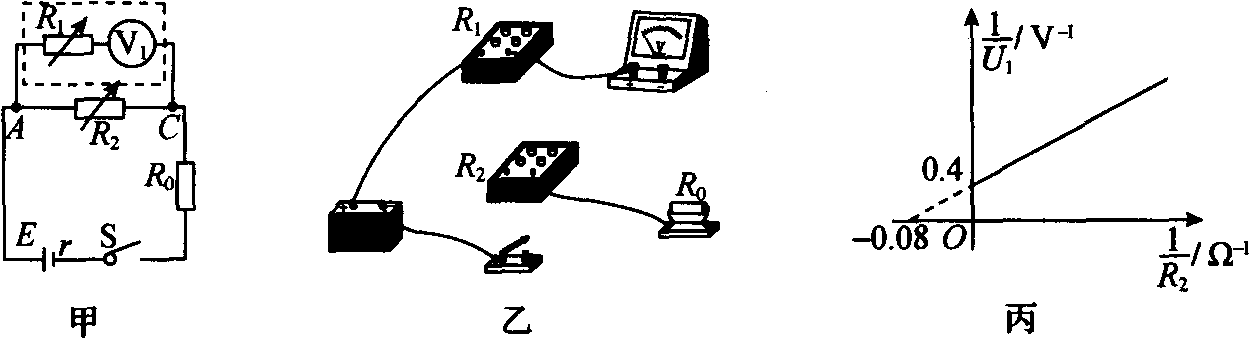 R₁
V₁
A
R₂
C
R₀
E
r
S
甲
R₁
V
R₂
R₀
乙
1/U₁ / V⁻¹
0.4
−0.08
O
1/R₂ / Ω⁻¹
丙